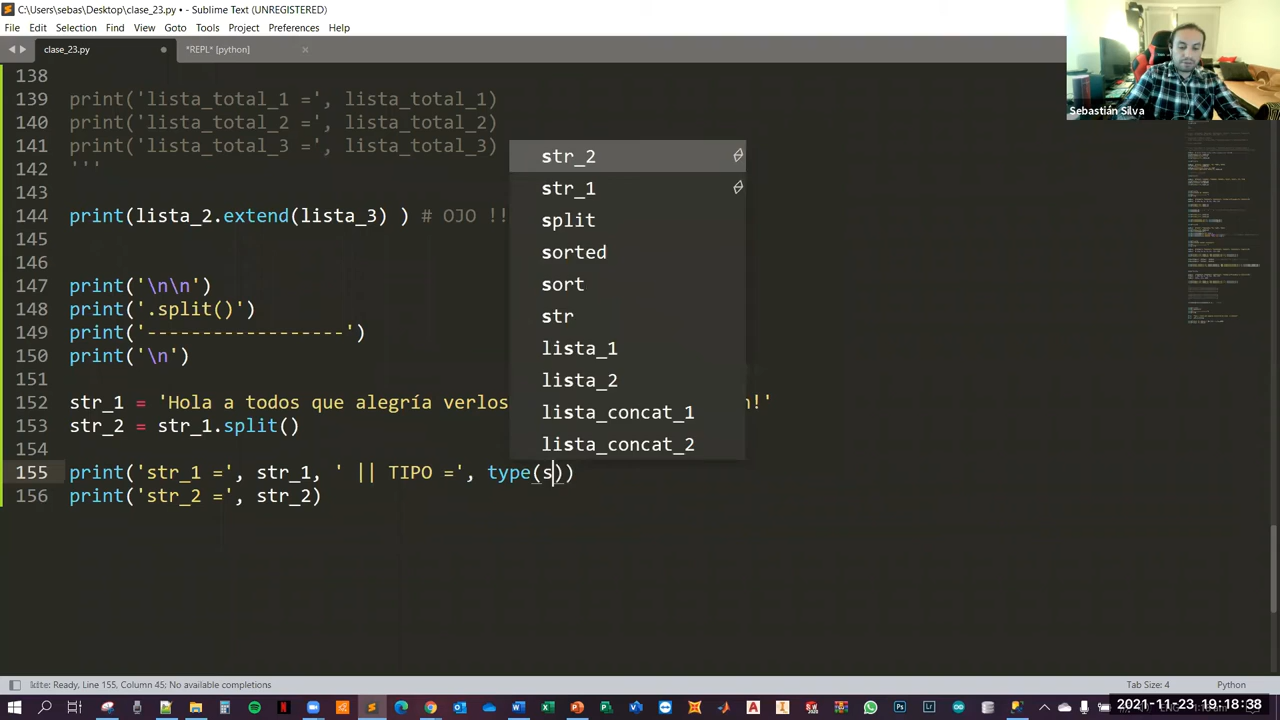 C:\Users\sebas\Desktop\clase_23.py • - Sublime Text (UNREGISTERED)
File Edit Selection Find View Goto Tools Project Preferences Help
clase_23.py
*REPL* [python]
Sebastián Silva
138
139 print('lista_total_1 =', lista_total_1)
140 print('lista_total_2 =', lista_total_2)
141 print('lista_total_3 =', lista_total_3)
142 '''
143
144 print(lista_2.extend(lista_3) ) # OJO !!
145
146
147 print('\n\n')
148 print('.split()')
149 print('------------------')
150 print('\n')
151
152 str_1 = 'Hola a todos que alegría verlos n!'
153 str_2 = str_1.split()
154
155 print('str_1 =', str_1, ' || TIPO =', type(s))
156 print('str_2 =', str_2)
str_2
str_1
split
sorted
sort
str
lista_1
lista_2
lista_concat_1
lista_concat_2
Ready, Line 155, Column 45; No available completions
Tab Size: 4
Python
2021-11-23 19:18:38